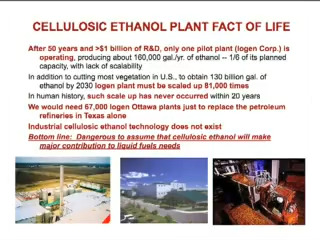 CELLULOSIC ETHANOL PLANT FACT OF LIFE
After 50 years and >$1 billion of R&D, only one pilot plant (Iogen Corp.) is
operating, producing about 160,000 gal./yr. of ethanol -- 1/6 of its planned
capacity, with lack of scalability
In addition to cutting most vegetation in U.S., to obtain 130 billion gal. of
ethanol by 2030 Iogen plant must be scaled up 81,000 times
In human history, such scale up has never occurred within 20 years
We would need 67,000 Iogen Ottawa plants just to replace the petroleum
refineries in Texas alone
Industrial cellulosic ethanol technology does not exist
Bottom line: Dangerous to assume that cellulosic ethanol will make
major contribution to liquid fuels needs